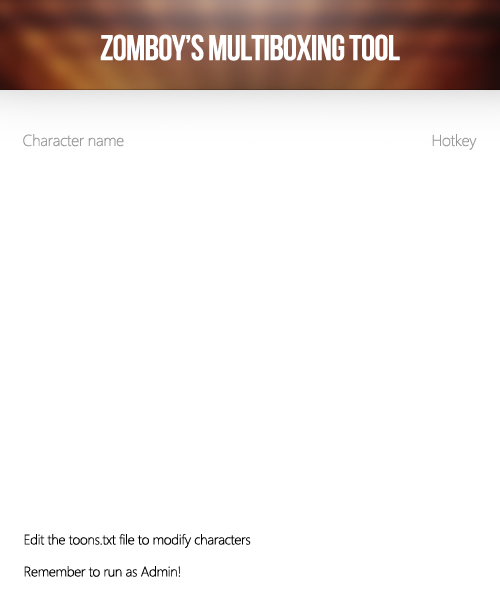 ZOMBOY'S MULTIBOXING TOOL
Character name Hotkey
Edit the toons.txt file to modify characters
Remember to run as Admin!